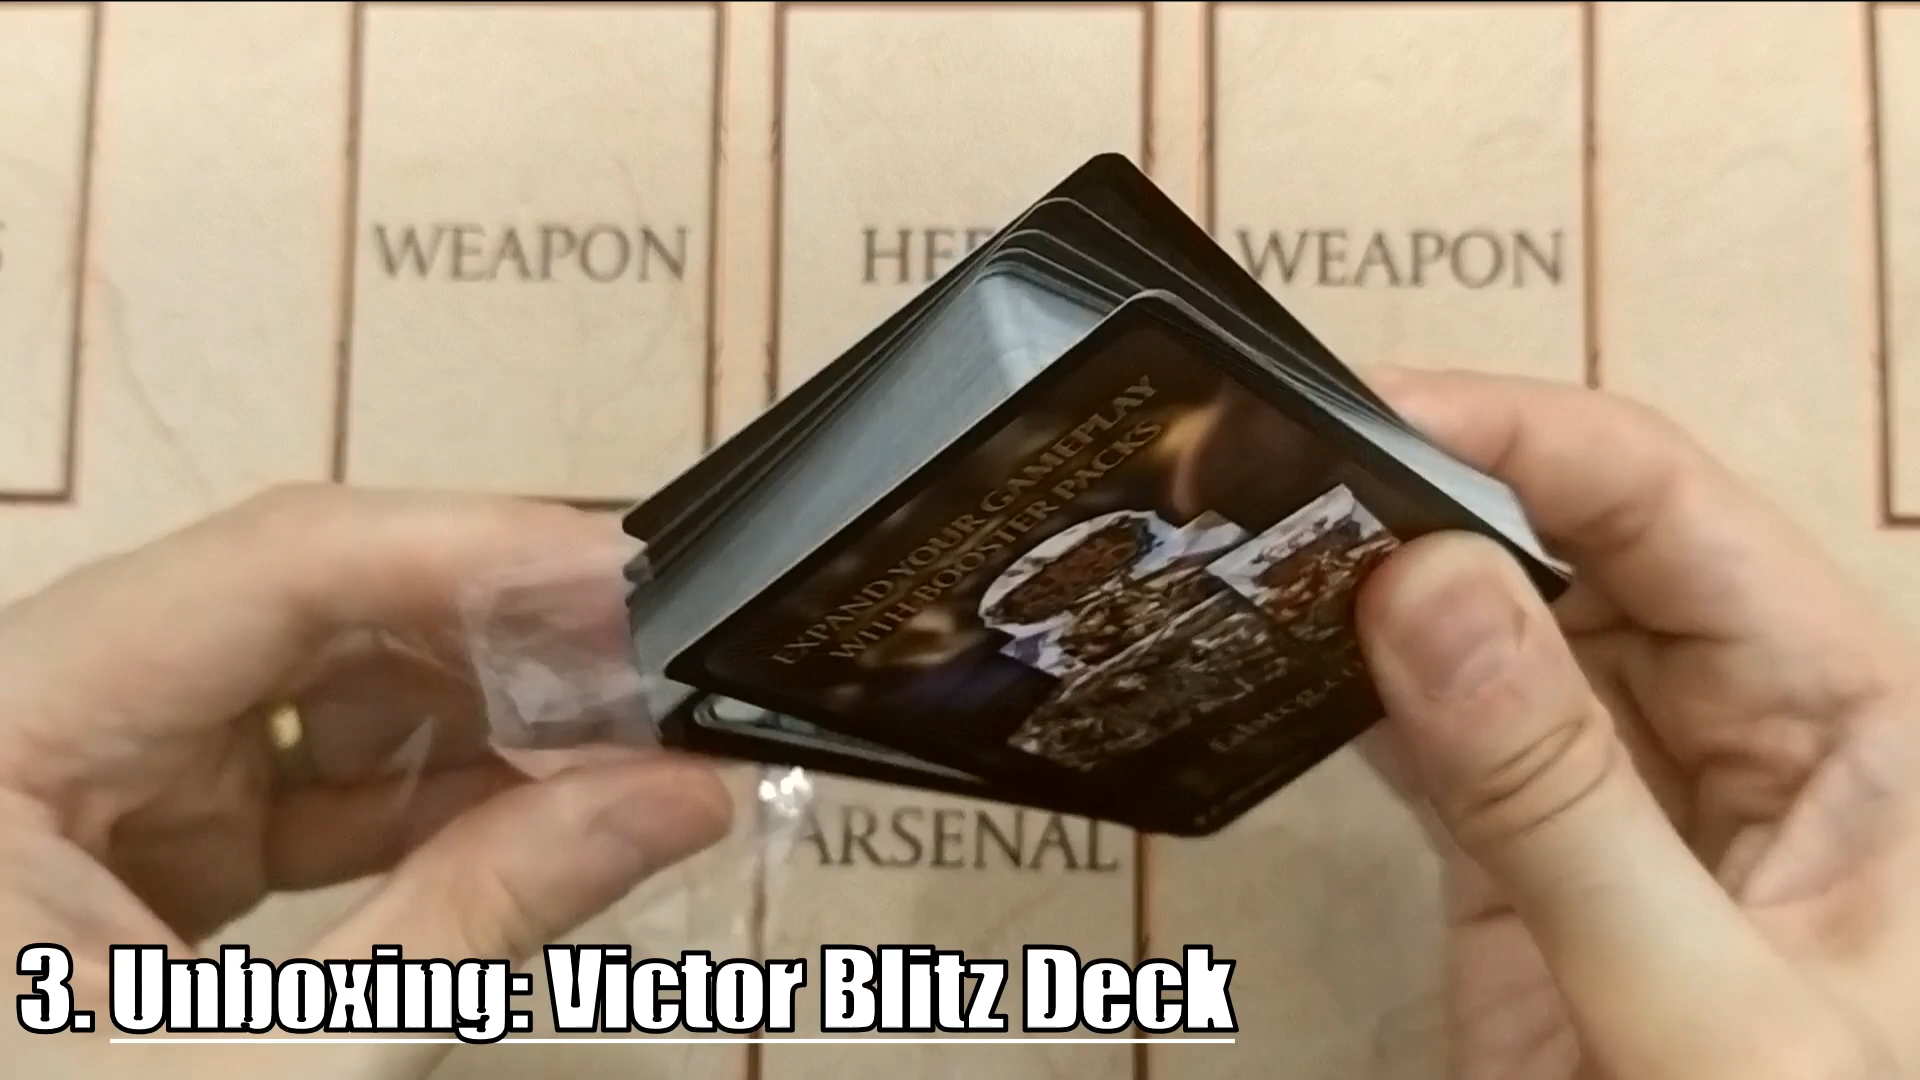 WEAPON
WEAPON
EXPAND YOUR GAMEPLAY
WITH BOOSTER PACKS
ARSENAL
3. Unboxing: Victor Blitz Deck